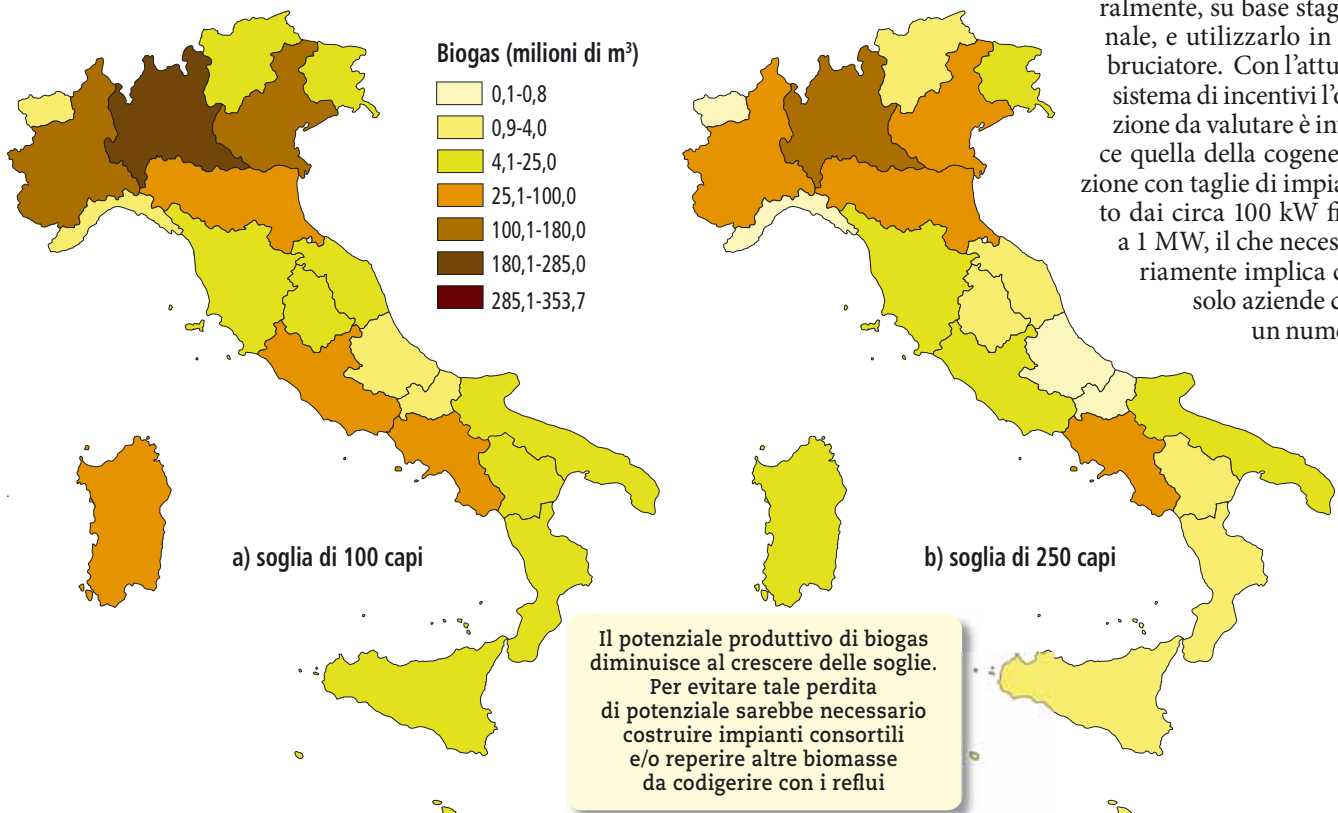 Biogas (milioni di m³)
0,1-0,8
0,9-4,0
4,1-25,0
25,1-100,0
100,1-180,0
180,1-285,0
285,1-353,7
a) soglia di 100 capi
b) soglia di 250 capi
Il potenziale produttivo di biogas
diminuisce al crescere delle soglie.
Per evitare tale perdita
di potenziale sarebbe necessario
costruire impianti consortili
e/o reperire altre biomasse
da codigerire con i reflui
ralmente, su base stag
nale, e utilizzarlo in
bruciatore. Con l'attu
sistema di incentivi l'o
zione da valutare è in
ce quella della cogene
zione con taglie di impia
to dai circa 100 kW fi
a 1 MW, il che neces
riamente implica
solo aziende
un nume